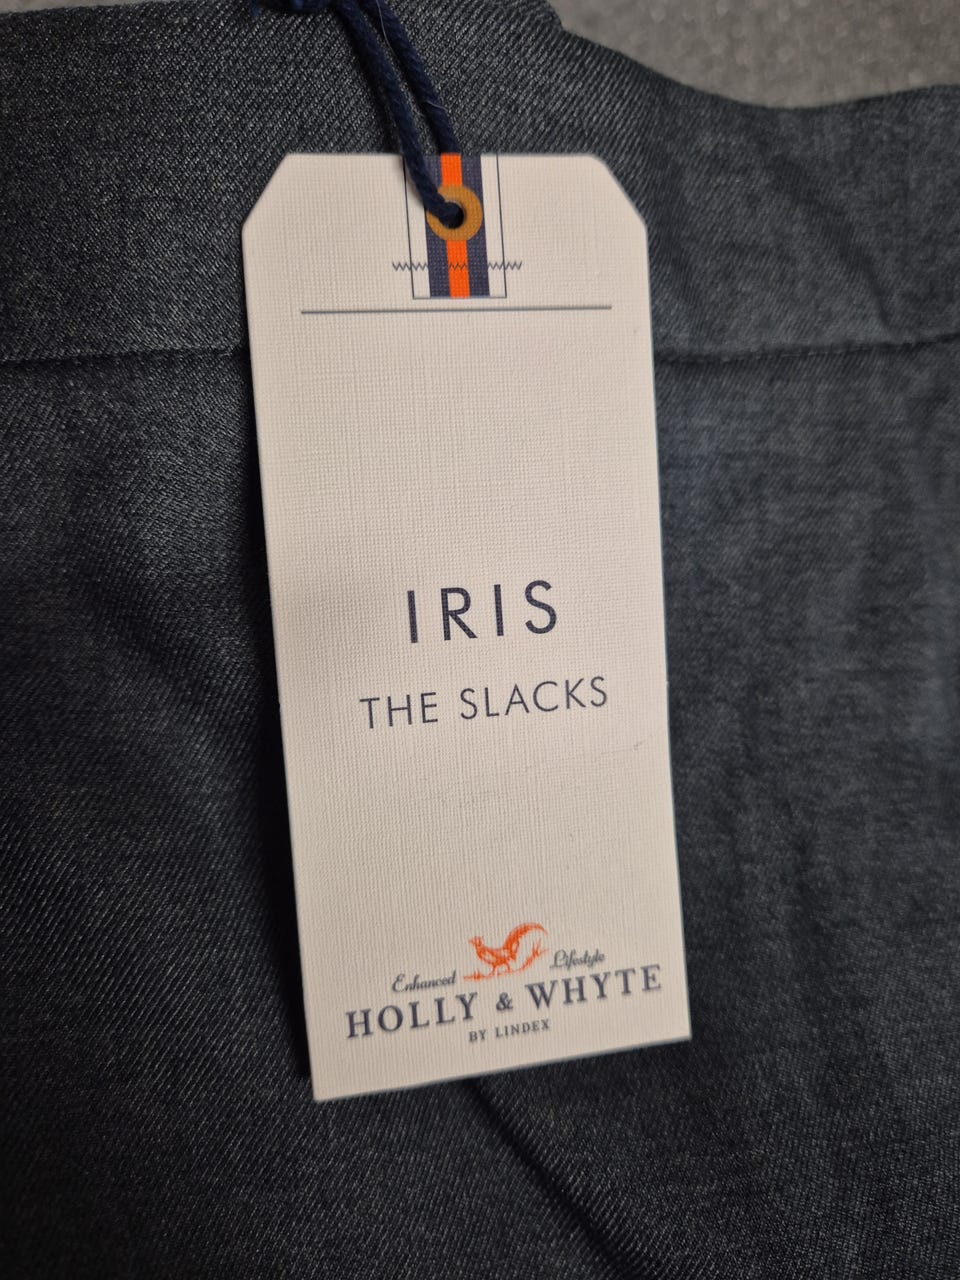 IRIS
THE SLACKS
Enhanced Lifestyle
HOLLY & WHYTE
BY LINDEX